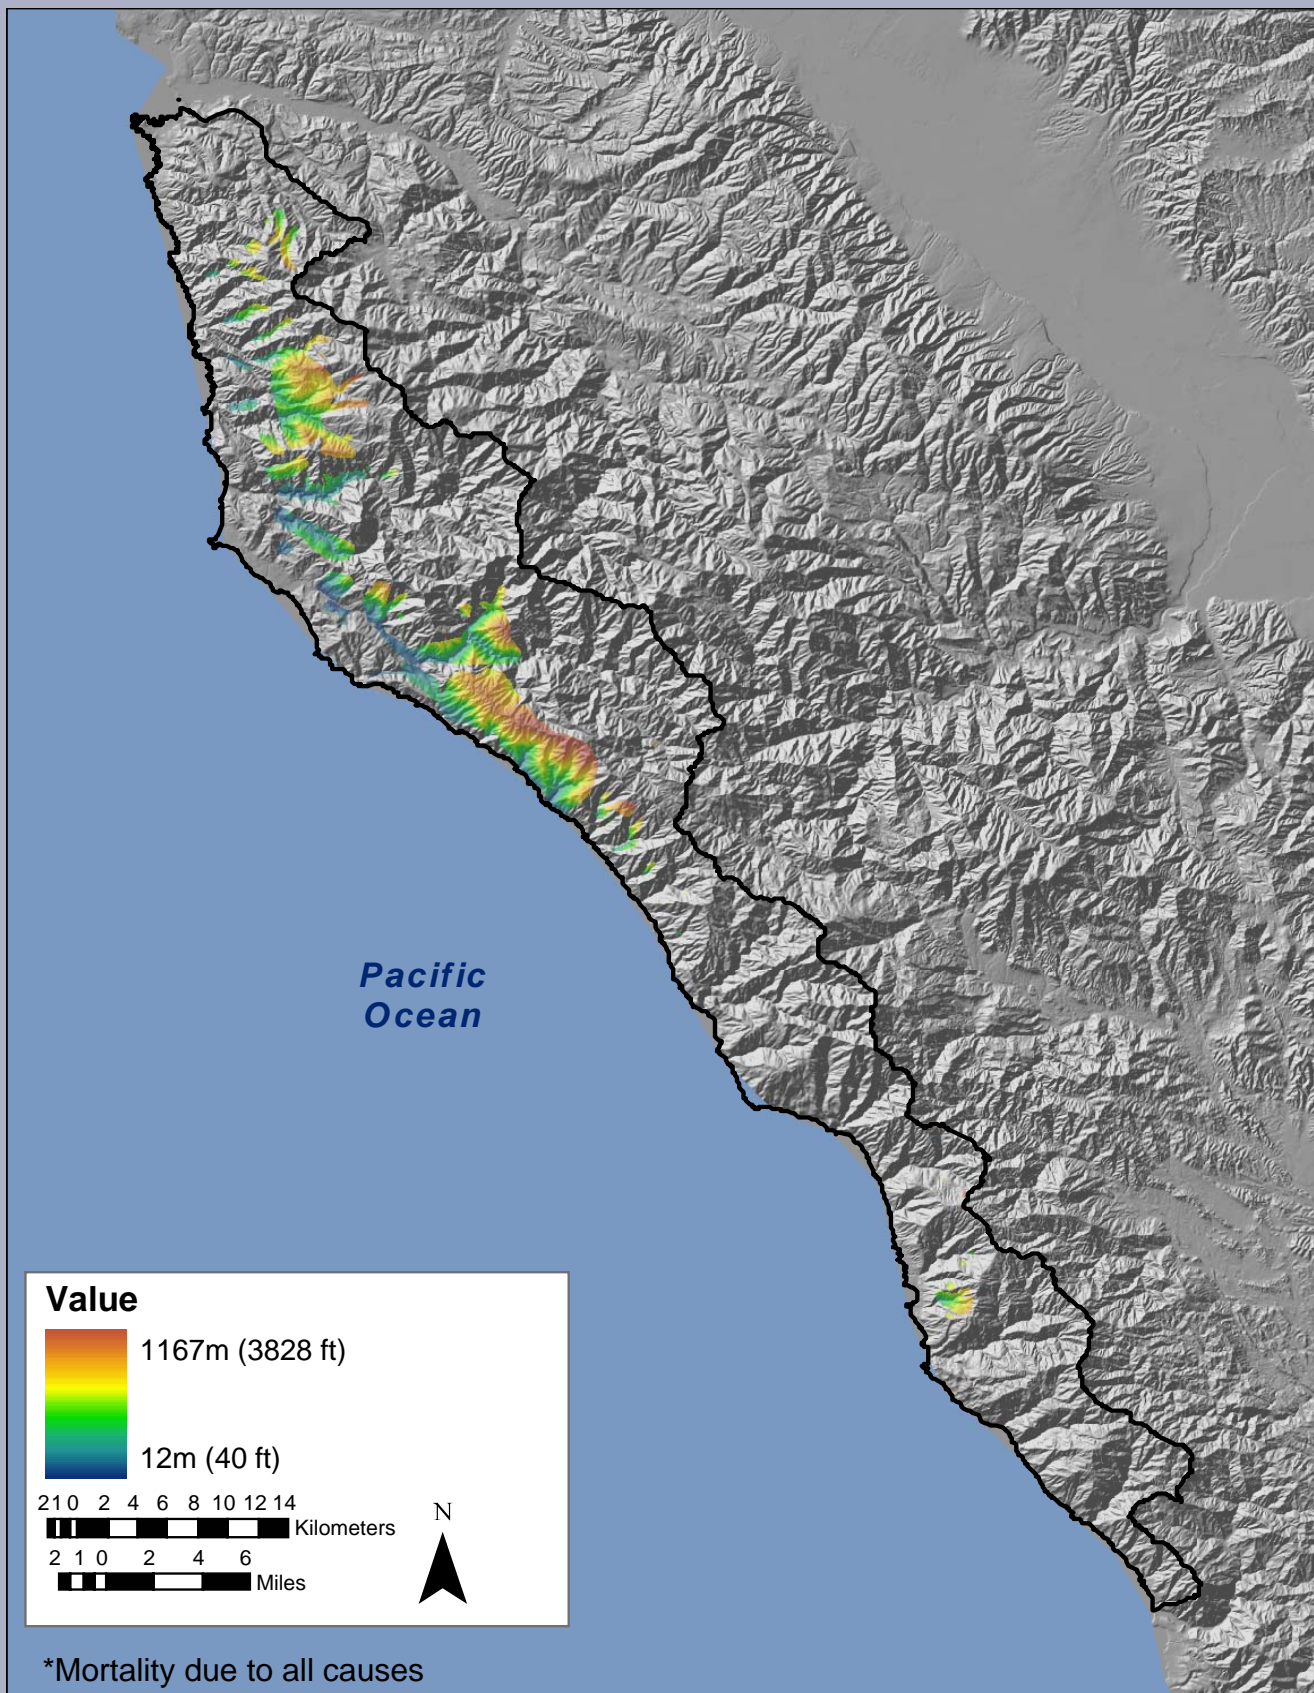 Pacific
Ocean
Value
1167m (3828 ft)
12m (40 ft)
2 1 0 2 4 6 8 10 12 14
Kilometers
N
2 1 0 2 4 6
Miles
*Mortality due to all causes